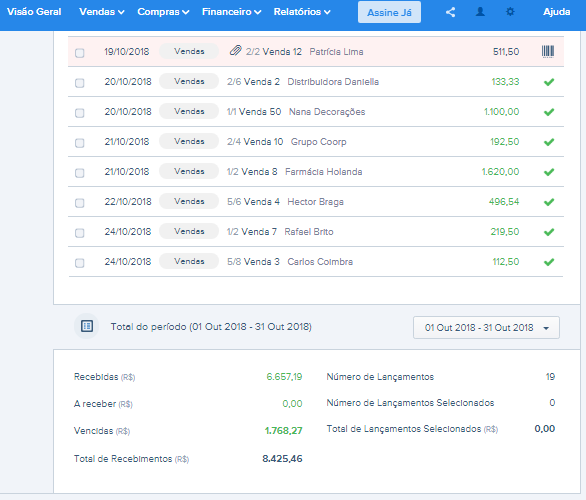 Visão Geral Vendas Compras Financeiro Relatórios Assine Já Ajuda
19/10/2018 Vendas 2/2 Venda 12 Patrícia Lima 511,50
20/10/2018 Vendas 2/6 Venda 2 Distribuidora Daniella 133,33
20/10/2018 Vendas 1/1 Venda 50 Nana Decorações 1.100,00
21/10/2018 Vendas 2/4 Venda 10 Grupo Coorp 192,50
21/10/2018 Vendas 1/2 Venda 8 Farmácia Holanda 1.620,00
22/10/2018 Vendas 5/6 Venda 4 Hector Braga 496,54
24/10/2018 Vendas 1/2 Venda 7 Rafael Brito 219,50
24/10/2018 Vendas 5/8 Venda 3 Carlos Coimbra 112,50
Total do período (01 Out 2018 - 31 Out 2018) 01 Out 2018 - 31 Out 2018
Recebidas (R$) 6.657,19 Número de Lançamentos 19
A receber (R$) 0,00 Número de Lançamentos Selecionados 0
Vencidas (R$) 1.768,27 Total de Lançamentos Selecionados (R$) 0,00
Total de Recebimentos (R$) 8.425,46